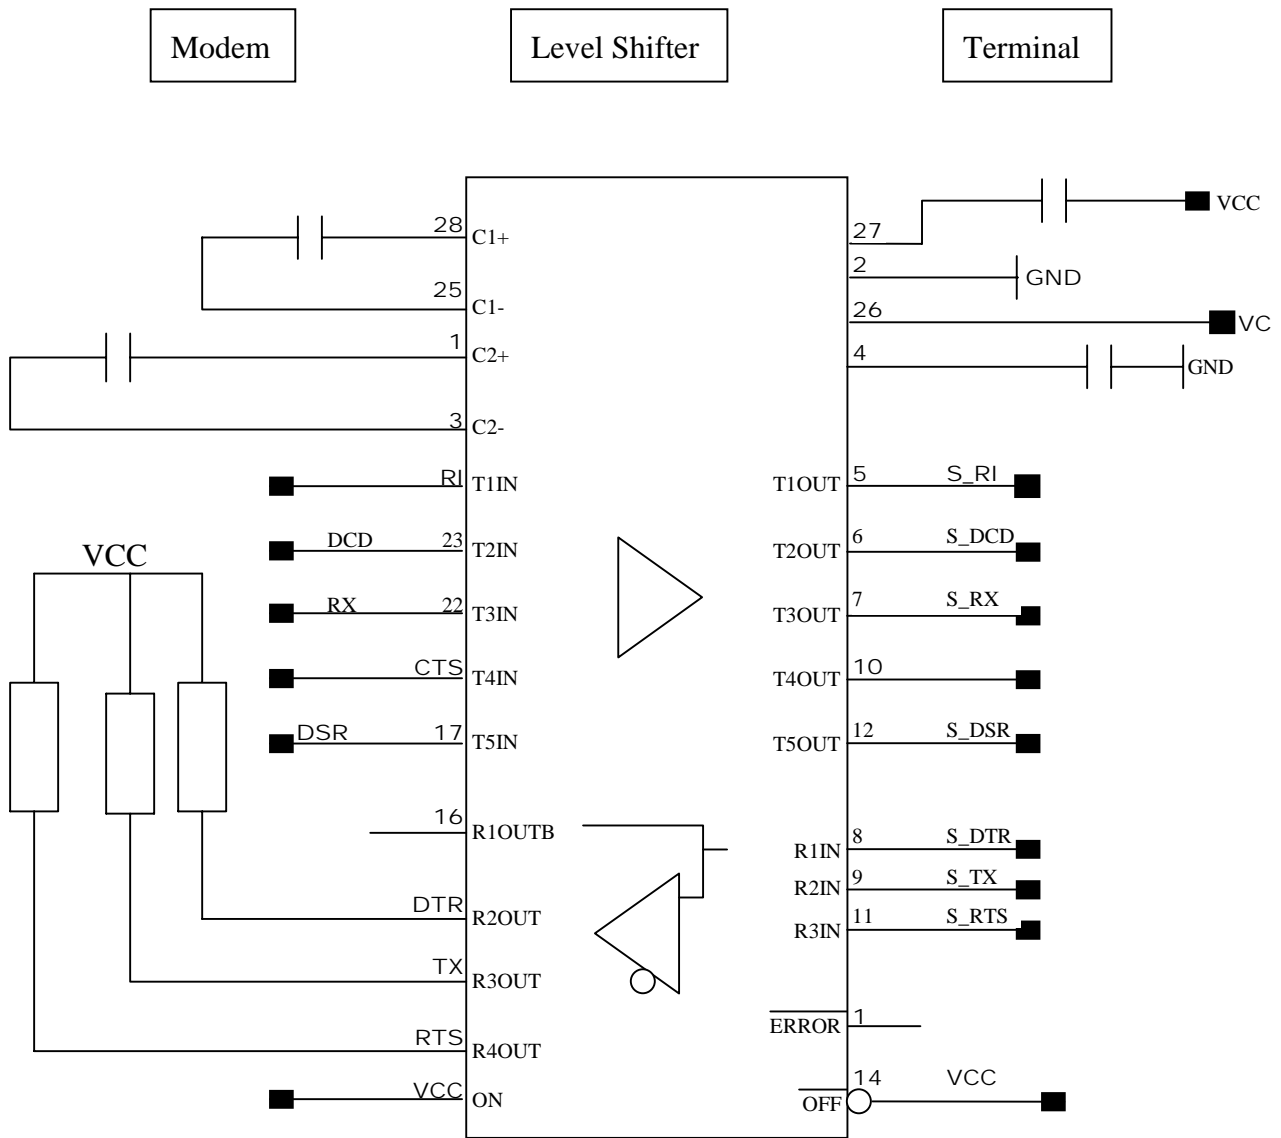 Modem
Level Shifter
Terminal
28
C1+
27
VCC
2
GND
25
C1-
26
VC
1
C2+
4
GND
3
C2-
RI
T1IN
T1OUT
5
S_RI
DCD
23
T2IN
T2OUT
6
S_DCD
VCC
RX
22
T3IN
T3OUT
7
S_RX
CTS
T4IN
T4OUT
10
DSR
17
T5IN
T5OUT
12
S_DSR
16
R1OUTB
R1IN
8
S_DTR
R2IN
9
S_TX
DTR
R2OUT
R3IN
11
S_RTS
TX
R3OUT
ERROR
1
RTS
R4OUT
VCC
ON
OFF
14
VCC